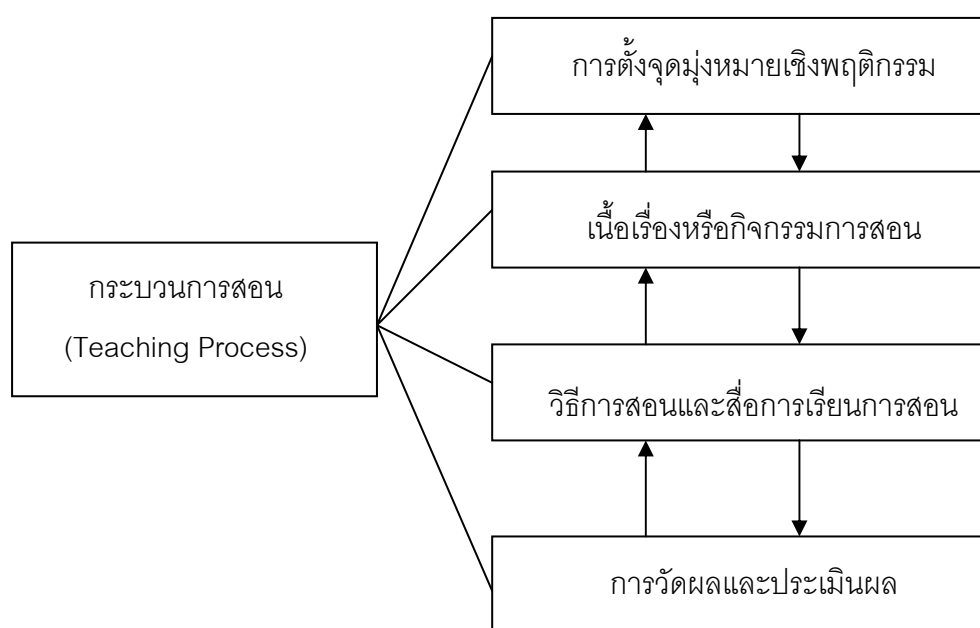 การตั้งจุดมุ่งหมายเชิงพฤติกรรม
เนื้อเรื่องหรือกิจกรรมการสอน
กระบวนการสอน
(Teaching Process)
วิธีการสอนและสื่อการเรียนการสอน
การวัดผลและประเมินผล